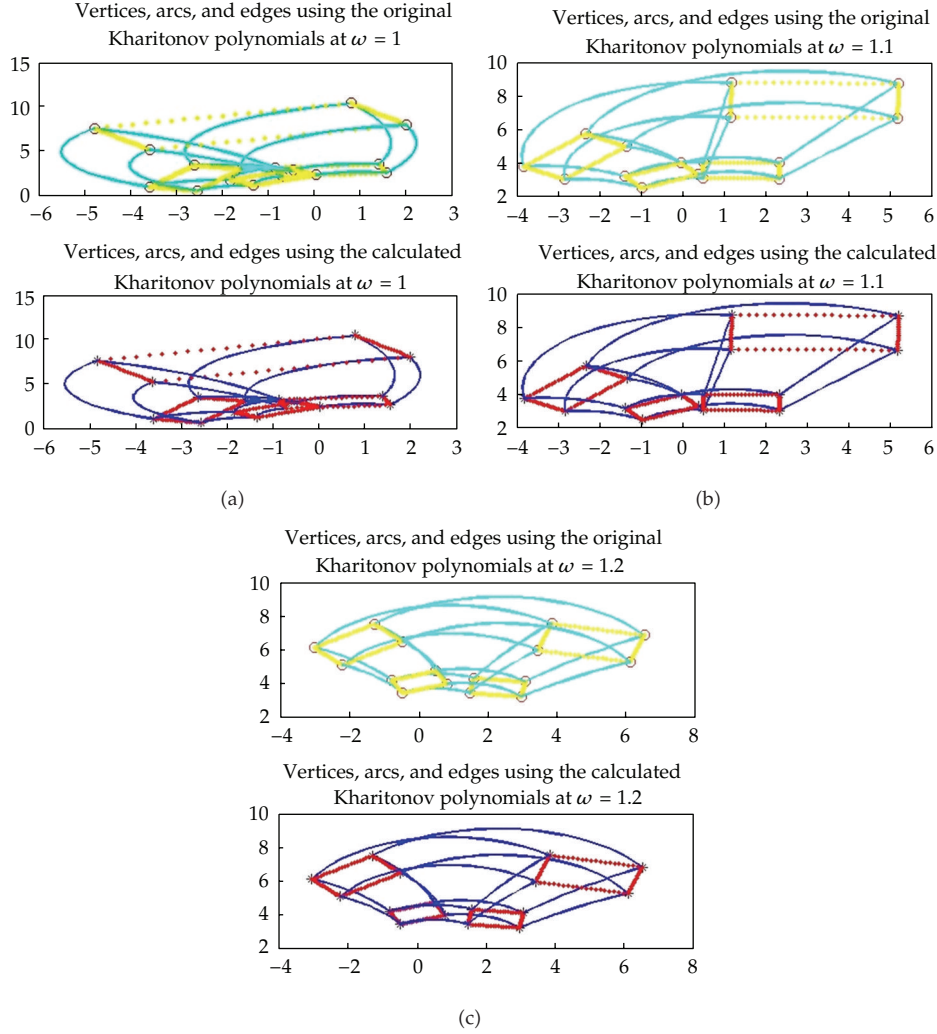 Vertices, arcs, and edges using the original
Kharitonov polynomials at ω = 1
15
10
5
0
−6 −5 −4 −3 −2 −1 0 1 2 3
Vertices, arcs, and edges using the calculated
Kharitonov polynomials at ω = 1
15
10
5
0
−6 −5 −4 −3 −2 −1 0 1 2 3
(a)
Vertices, arcs, and edges using the original
Kharitonov polynomials at ω = 1.1
10
8
6
4
2
−4 −3 −2 −1 0 1 2 3 4 5 6
Vertices, arcs, and edges using the calculated
Kharitonov polynomials at ω = 1.1
10
8
6
4
2
−4 −3 −2 −1 0 1 2 3 4 5 6
(b)
Vertices, arcs, and edges using the original
Kharitonov polynomials at ω = 1.2
10
8
6
4
2
−4 −2 0 2 4 6 8
Vertices, arcs, and edges using the calculated
Kharitonov polynomials at ω = 1.2
10
8
6
4
2
−4 −2 0 2 4 6 8
(c)